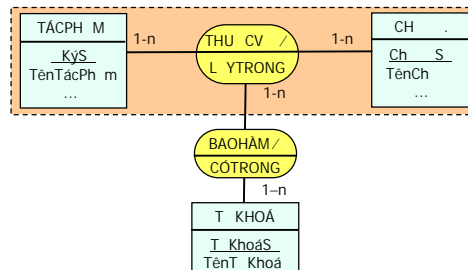 TÁCPH M
KýS
TênTácPh m
...
1-n
THU CV /
L YTRONG
1-n
CH .
Ch S
TênCh
...
1-n
BAOHÀM/
CÓTRONG
1–n
T KHOÁ
T KhoáS
TênT Khoá